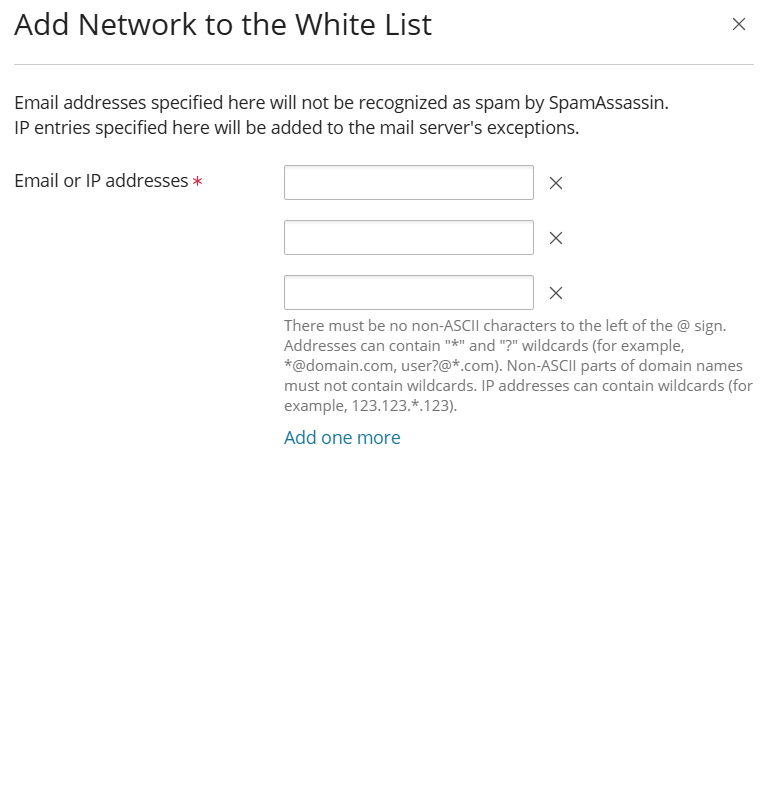 Add Network to the White List
Email addresses specified here will not be recognized as spam by SpamAssassin.
IP entries specified here will be added to the mail server's exceptions.
Email or IP addresses *
There must be no non-ASCII characters to the left of the @ sign.
Addresses can contain "*" and "?" wildcards (for example,
*@domain.com, user?@*.com). Non-ASCII parts of domain names
must not contain wildcards. IP addresses can contain wildcards (for
example, 123.123.*.123).
Add one more